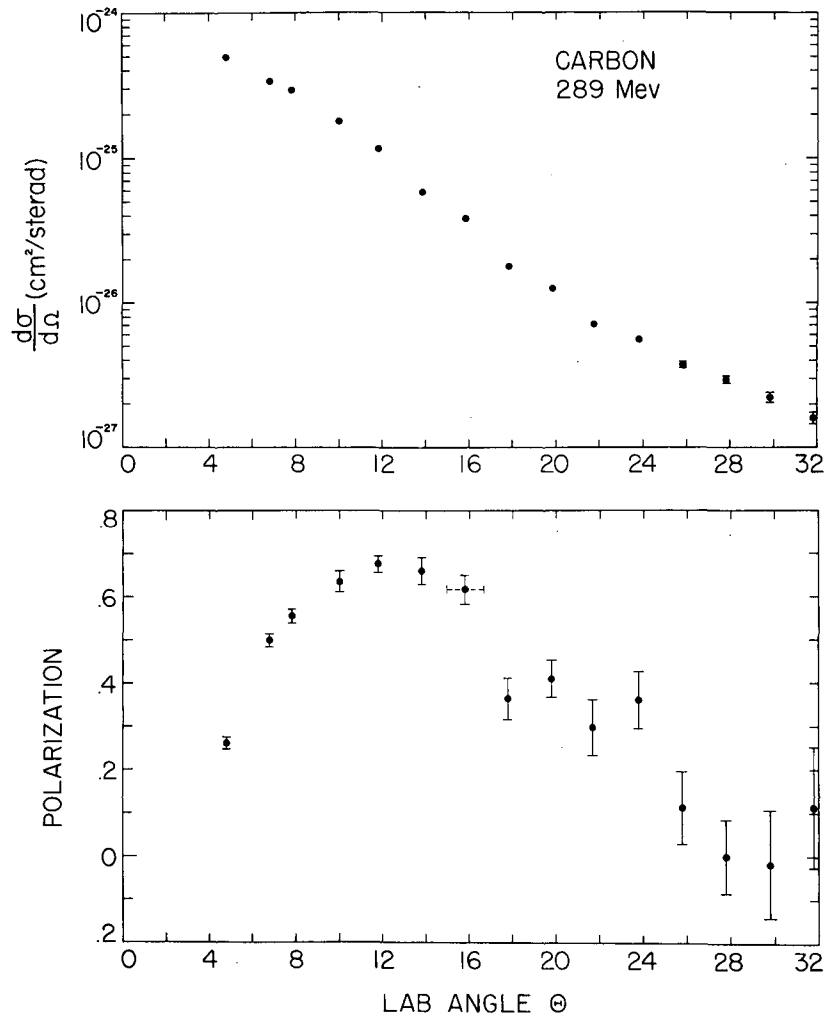 CARBON
289 Mev
dσ/dΩ (cm²/sterad)
10⁻²⁴
10⁻²⁵
10⁻²⁶
10⁻²⁷
0 4 8 12 16 20 24 28 32
POLARIZATION
.8
.6
.4
.2
0
.2
0 4 8 12 16 20 24 28 32
LAB ANGLE Θ